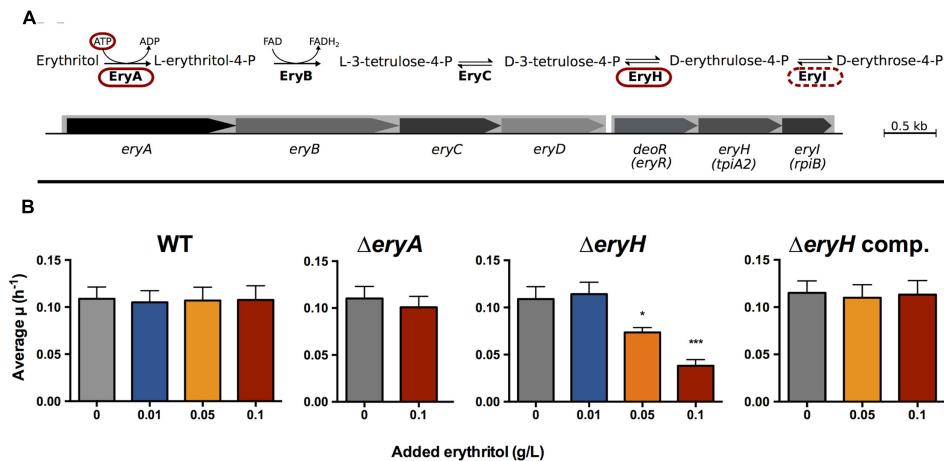 A
ATP ADP FAD FADH2
Erythritol L-erythritol-4-P L-3-tetrulose-4-P D-3-tetrulose-4-P D-erythrulose-4-P D-erythrose-4-P
EryA EryB EryC EryH EryI
0.5 kb
eryA eryB eryC eryD deoR eryH eryI
(eryR) (tpiA2) (rpiB)
B
WT ΔeryA ΔeryH ΔeryH comp.
Average µ (h-1)
0.15 0.15 0.15 0.15
0.10 0.10 0.10 0.10
*
***
0.05 0.05 0.05 0.05
0.00 0.00 0.00 0.00
0 0.01 0.05 0.1 0 0.1 0 0.01 0.05 0.1 0 0.05 0.1
Added erythritol (g/L)